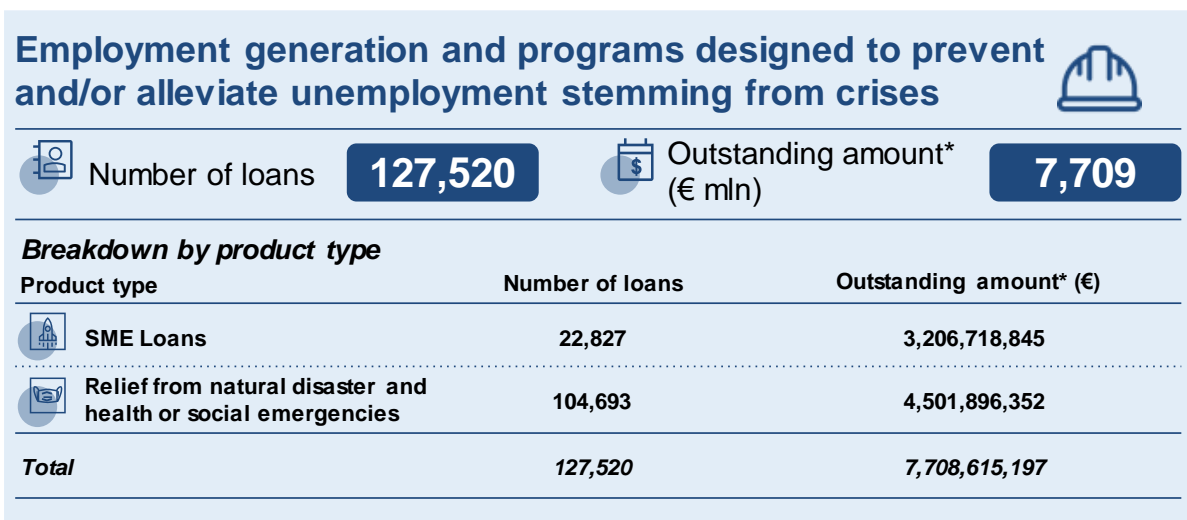 Employment generation and programs designed to prevent
and/or alleviate unemployment stemming from crises
Number of loans 127,520 Outstanding amount* (€ mln) 7,709
Breakdown by product type
Product type Number of loans Outstanding amount* (€)
SME Loans 22,827 3,206,718,845
Relief from natural disaster and
health or social emergencies 104,693 4,501,896,352
Total 127,520 7,708,615,197